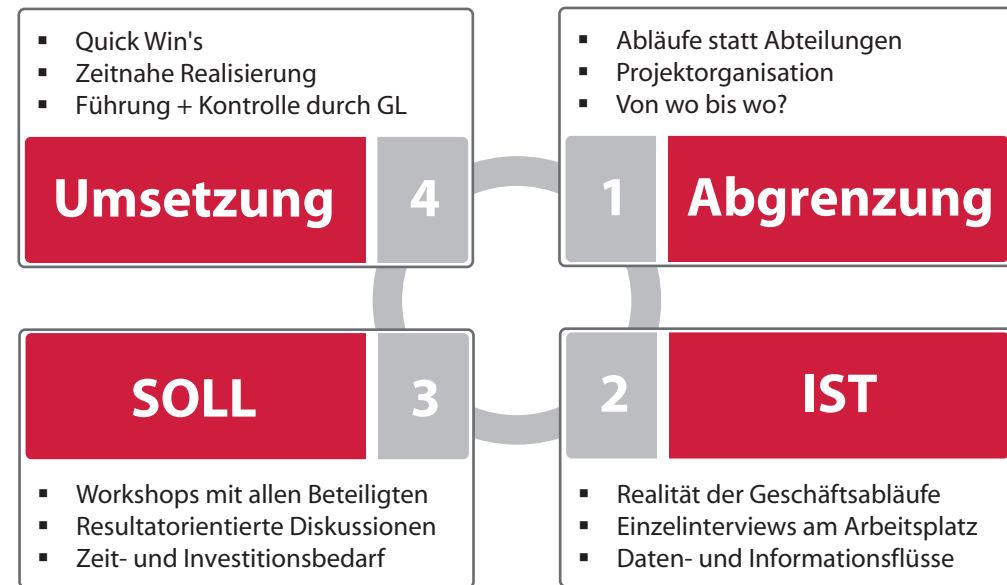 ▪ Quick Win's
▪ Zeitnahe Realisierung
▪ Führung + Kontrolle durch GL
Umsetzung 4
▪ Abläufe statt Abteilungen
▪ Projektorganisation
▪ Von wo bis wo?
1 Abgrenzung
SOLL 3
▪ Workshops mit allen Beteiligten
▪ Resultatorientierte Diskussionen
▪ Zeit- und Investitionsbedarf
2 IST
▪ Realität der Geschäftsabläufe
▪ Einzelinterviews am Arbeitsplatz
▪ Daten- und Informationsflüsse